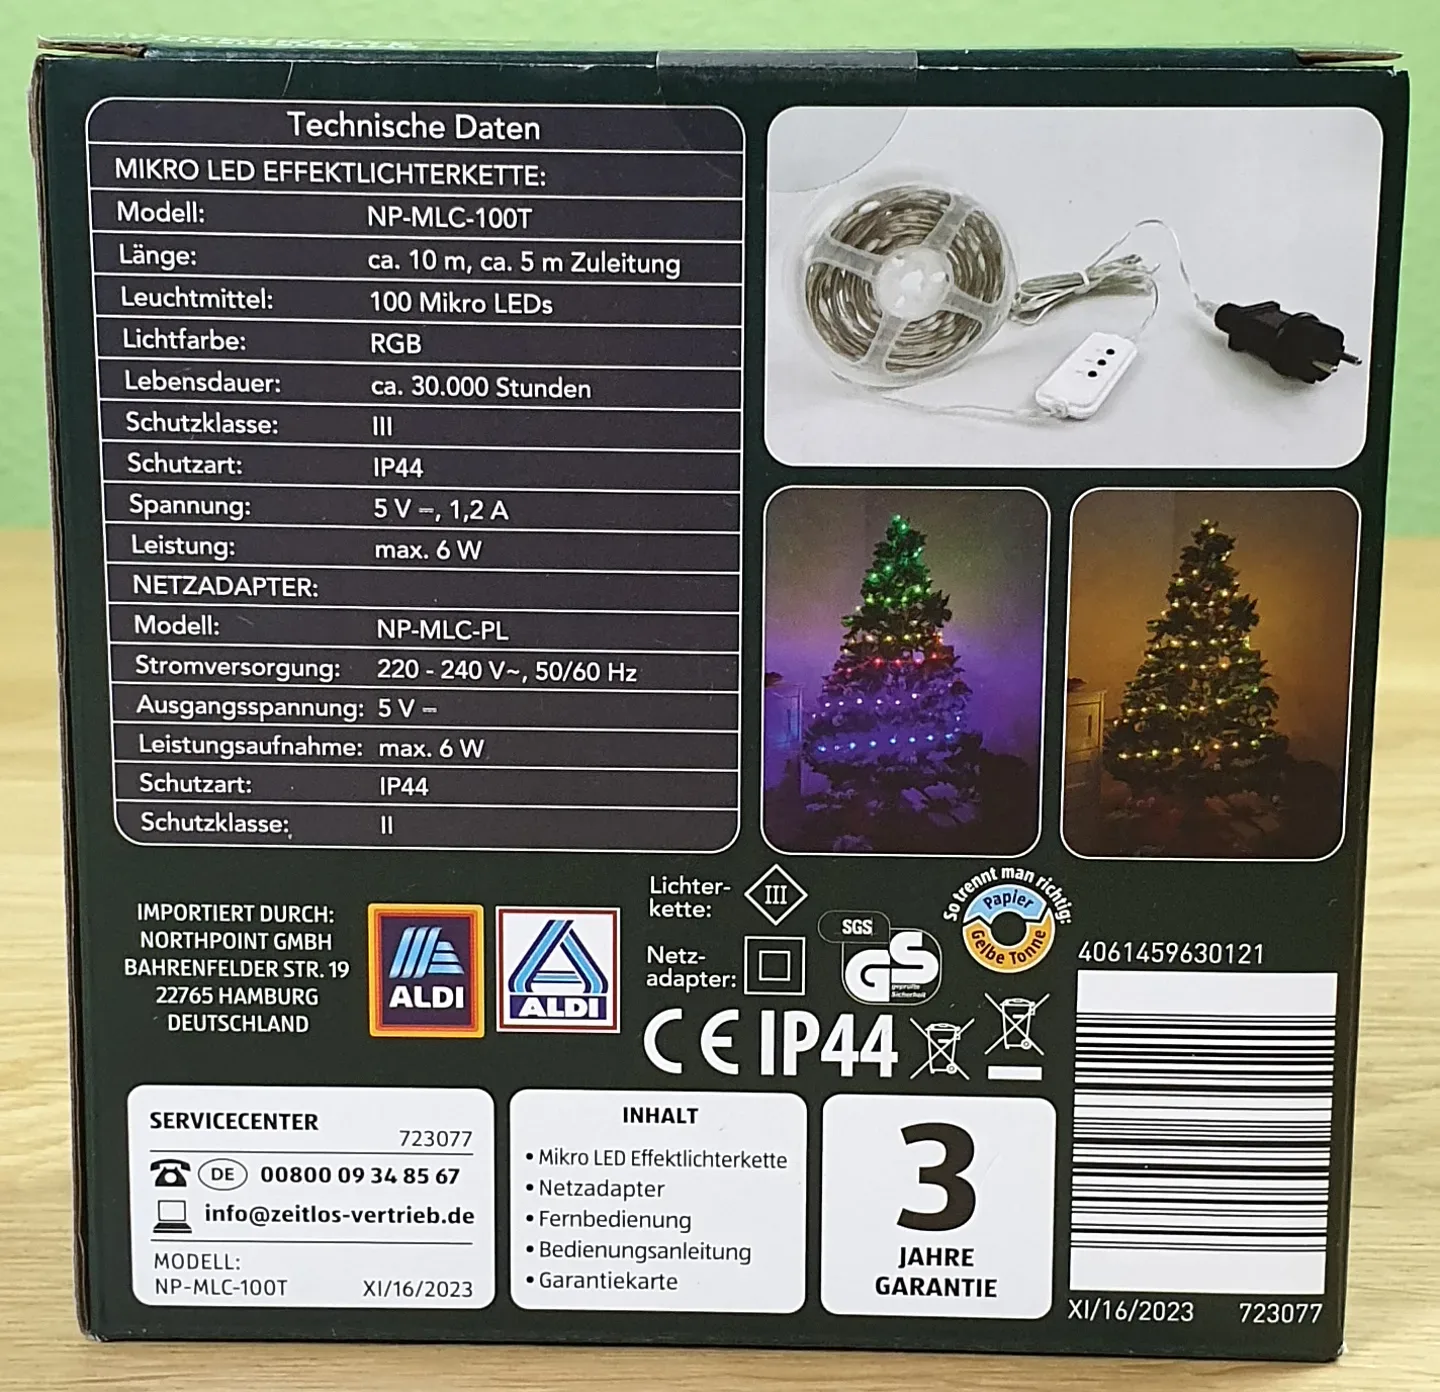 Technische Daten
MIKRO LED EFFEKTLICHTERKETTE:
Modell: NP-MLC-100T
Länge: ca. 10 m, ca. 5 m Zuleitung
Leuchtmittel: 100 Mikro LEDs
Lichtfarbe: RGB
Lebensdauer: ca. 30.000 Stunden
Schutzklasse: III
Schutzart: IP44
Spannung: 5 V ⎓, 1,2 A
Leistung: max. 6 W
NETZADAPTER:
Modell: NP-MLC-PL
Stromversorgung: 220 - 240 V~, 50/60 Hz
Ausgangsspannung: 5 V ⎓
Leistungsaufnahme: max. 6 W
Schutzart: IP44
Schutzklasse: II
IMPORTIERT DURCH:
NORTHPOINT GMBH
BAHRENFELDER STR. 19
22765 HAMBURG
DEUTSCHLAND
ALDI
ALDI
Lichter-
kette:
III
Netz-
adapter:
SGS
GS
geprüfte
Sicherheit
So trennt man richtig:
Papier
Gelbe Tonne
CE IP44
4061459630121
XI/16/2023 723077
SERVICECENTER
723077
DE 00800 09 34 85 67
info@zeitlos-vertrieb.de
MODELL:
NP-MLC-100T XI/16/2023
INHALT
• Mikro LED Effektlichterkette
• Netzadapter
• Fernbedienung
• Bedienungsanleitung
• Garantiekarte
3
JAHRE
GARANTIE